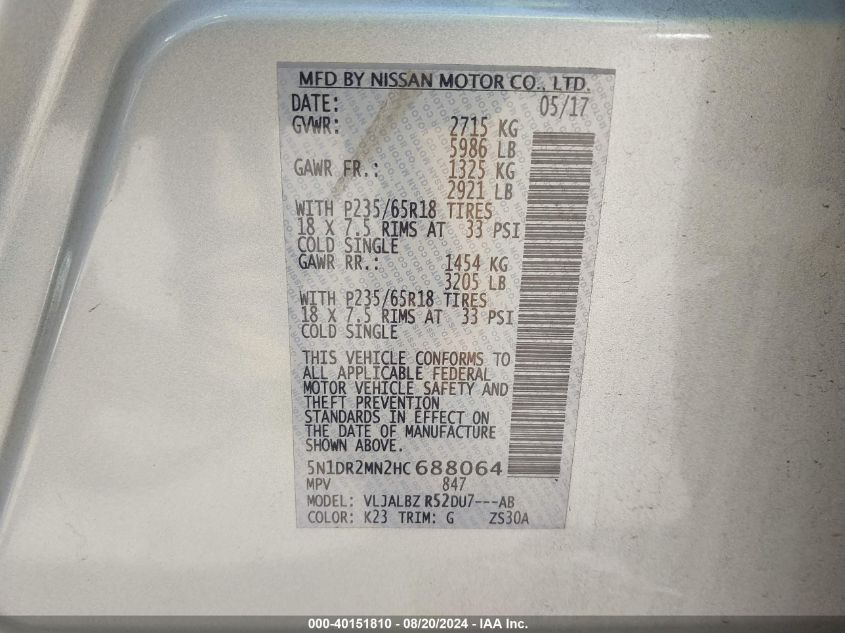 MFD BY NISSAN MOTOR CO., LTD.
DATE: 05/17
GVWR: 2715 KG
5986 LB
GAWR FR.: 1325 KG
2921 LB
WITH P235/65R18 TIRES
18 X 7.5 RIMS AT 33 PSI
COLD SINGLE
GAWR RR.: 1454 KG
3205 LB
WITH P235/65R18 TIRES
18 X 7.5 RIMS AT 33 PSI
COLD SINGLE
THIS VEHICLE CONFORMS TO
ALL APPLICABLE FEDERAL
MOTOR VEHICLE SAFETY AND
THEFT PREVENTION
STANDARDS IN EFFECT ON
THE DATE OF MANUFACTURE
SHOWN ABOVE.
5N1DR2MN2HC688064
MPV 847
MODEL: VLJALBZ R52DU7---AB
COLOR: K23 TRIM: G ZS30A
000-40151810 - 08/20/2024 - IAA Inc.